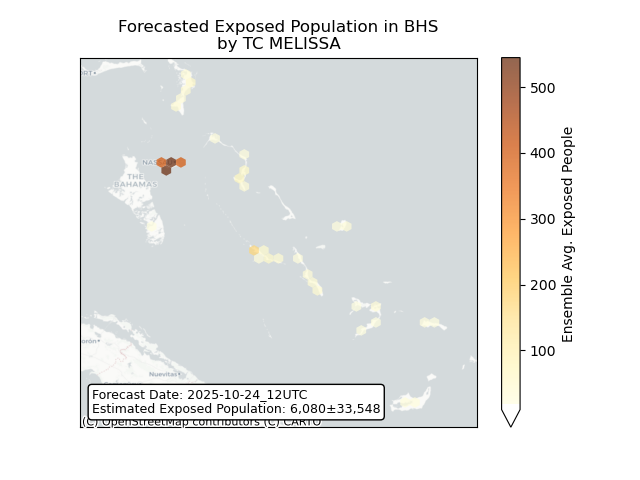 Forecasted Exposed Population in BHS
by TC MELISSA
THE
BAHAMAS
Nuevitas
Forecast Date: 2025-10-24_12UTC
Estimated Exposed Population: 6,080±33,548
(C) OpenStreetMap contributors (C) CARTO
500
400
300
200
100
Ensemble Avg. Exposed People